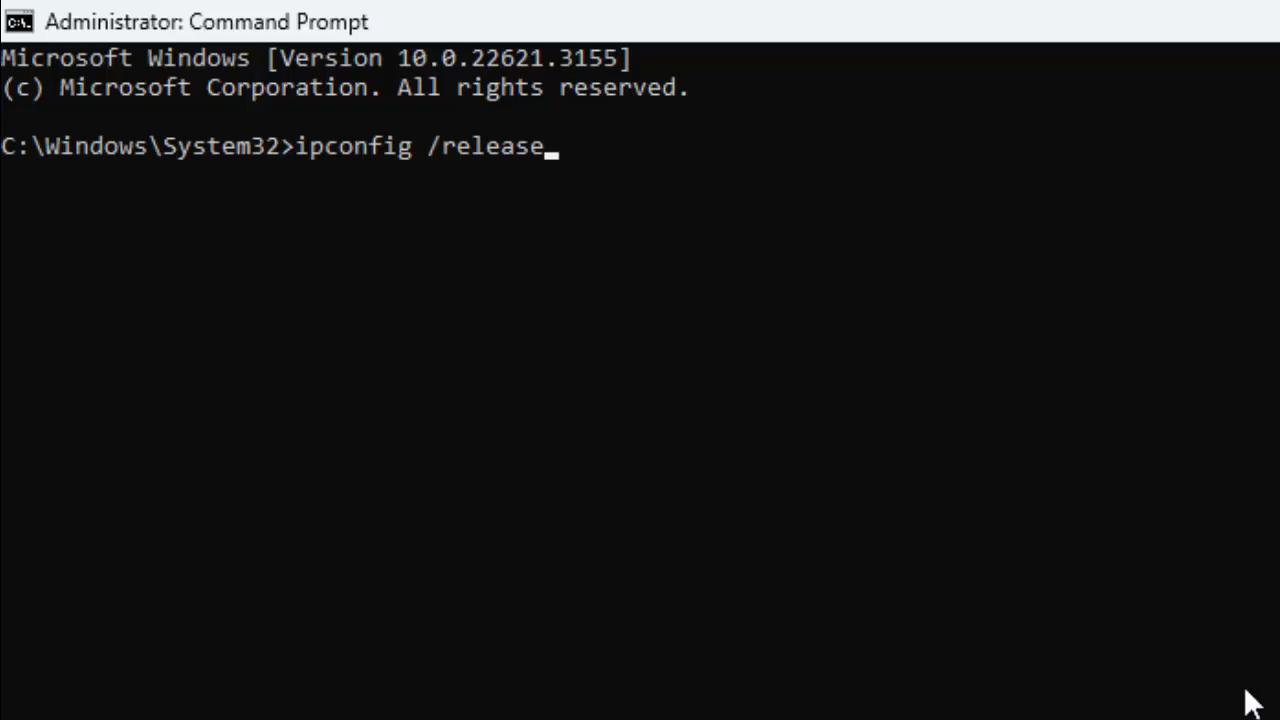 Administrator: Command Prompt
Microsoft Windows [Version 10.0.22621.3155]
(c) Microsoft Corporation. All rights reserved.
C:\Windows\System32>ipconfig /release